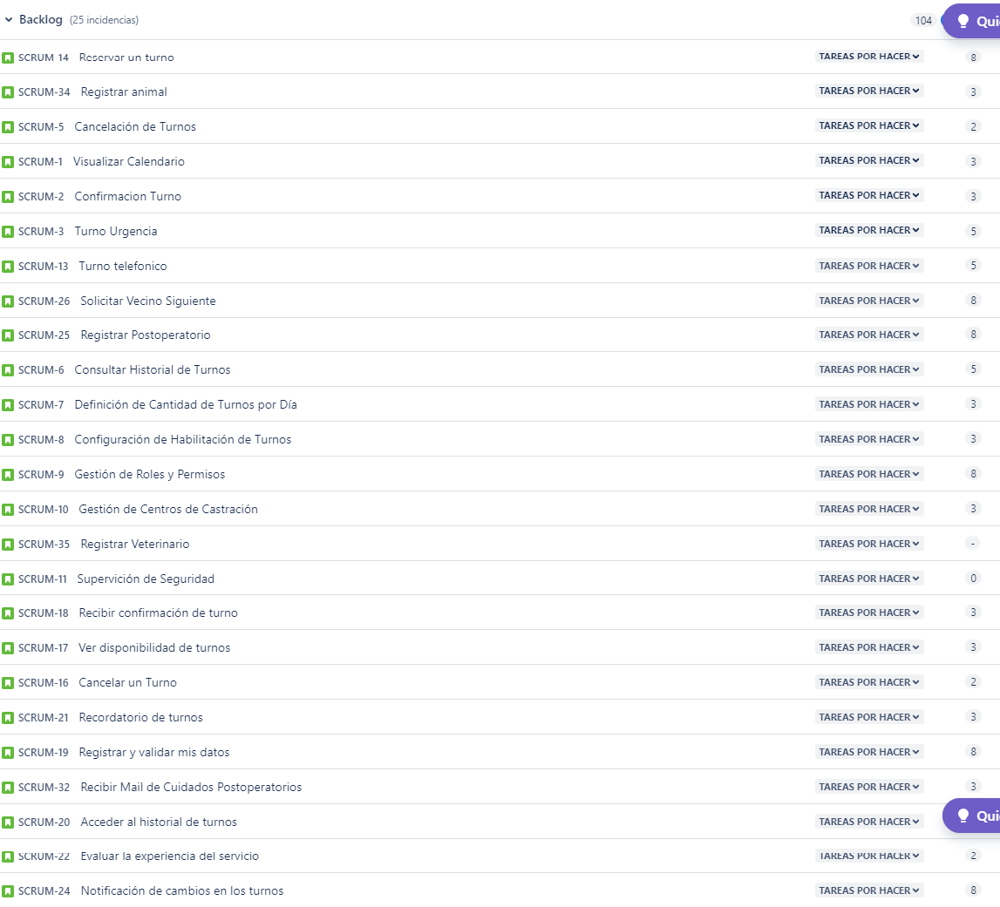 Backlog (25 incidencias) 104 Qui
SCRUM-14 Reservar un turno TAREAS POR HACER 8
SCRUM-34 Registrar animal TAREAS POR HACER 3
SCRUM-5 Cancelación de Turnos TAREAS POR HACER 2
SCRUM-1 Visualizar Calendario TAREAS POR HACER 3
SCRUM-2 Confirmacion Turno TAREAS POR HACER 3
SCRUM-3 Turno Urgencia TAREAS POR HACER 5
SCRUM-13 Turno telefonico TAREAS POR HACER 5
SCRUM-26 Solicitar Vecino Siguiente TAREAS POR HACER 8
SCRUM-25 Registrar Postoperatorio TAREAS POR HACER 8
SCRUM-6 Consultar Historial de Turnos TAREAS POR HACER 5
SCRUM-7 Definición de Cantidad de Turnos por Día TAREAS POR HACER 3
SCRUM-8 Configuración de Habilitación de Turnos TAREAS POR HACER 3
SCRUM-9 Gestión de Roles y Permisos TAREAS POR HACER 8
SCRUM-10 Gestión de Centros de Castración TAREAS POR HACER 3
SCRUM-35 Registrar Veterinario TAREAS POR HACER -
SCRUM-11 Supervición de Seguridad TAREAS POR HACER 0
SCRUM-18 Recibir confirmación de turno TAREAS POR HACER 3
SCRUM-17 Ver disponibilidad de turnos TAREAS POR HACER 3
SCRUM-16 Cancelar un Turno TAREAS POR HACER 2
SCRUM-21 Recordatorio de turnos TAREAS POR HACER 3
SCRUM-19 Registrar y validar mis datos TAREAS POR HACER 8
SCRUM-32 Recibir Mail de Cuidados Postoperatorios TAREAS POR HACER 3
SCRUM-20 Acceder al historial de turnos TAREAS POR HACER Qui
SCRUM-22 Evaluar la experiencia del servicio TAREAS POR HACER 2
SCRUM-24 Notificación de cambios en los turnos TAREAS POR HACER 8